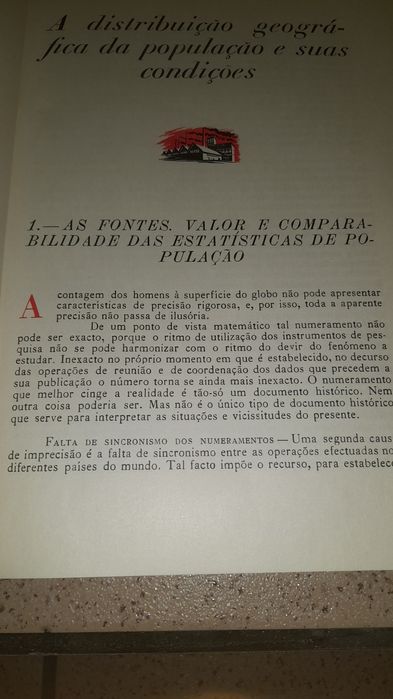 A distribuição geográ-
fica da população e suas
condições
1.—AS FONTES. VALOR E COMPARA-
BILIDADE DAS ESTATÍSTICAS DE PO-
PULAÇÃO
A contagem dos homens à superfície do globo não pode apresentar
características de precisão rigorosa, e, por isso, toda a aparente
precisão não passa de ilusória.
De um ponto de vista matemático tal numeramento não
pode ser exacto, porque o ritmo de utilização dos instrumentos de pes-
quisa não se pode harmonizar com o ritmo do devir do fenómeno a
estudar. Inexacto no próprio momento em que é estabelecido, no decurso
das operações de reunião e de coordenação dos dados que precedem a
sua publicação o número torna se ainda mais inexacto. O numeramento
que melhor cinge a realidade é tão-só um documento histórico. Nem
outra coisa poderia ser. Mas não é o único tipo de documento histórico
que serve para interpretar as situações e vicissitudes do presente.
FALTA DE SINCRONISMO DOS NUMERAMENTOS — Uma segunda caus
de imprecisão é a falta de sincronismo entre as operações efectuadas no
diferentes países do mundo. Tal facto impõe o recurso, para estabelec